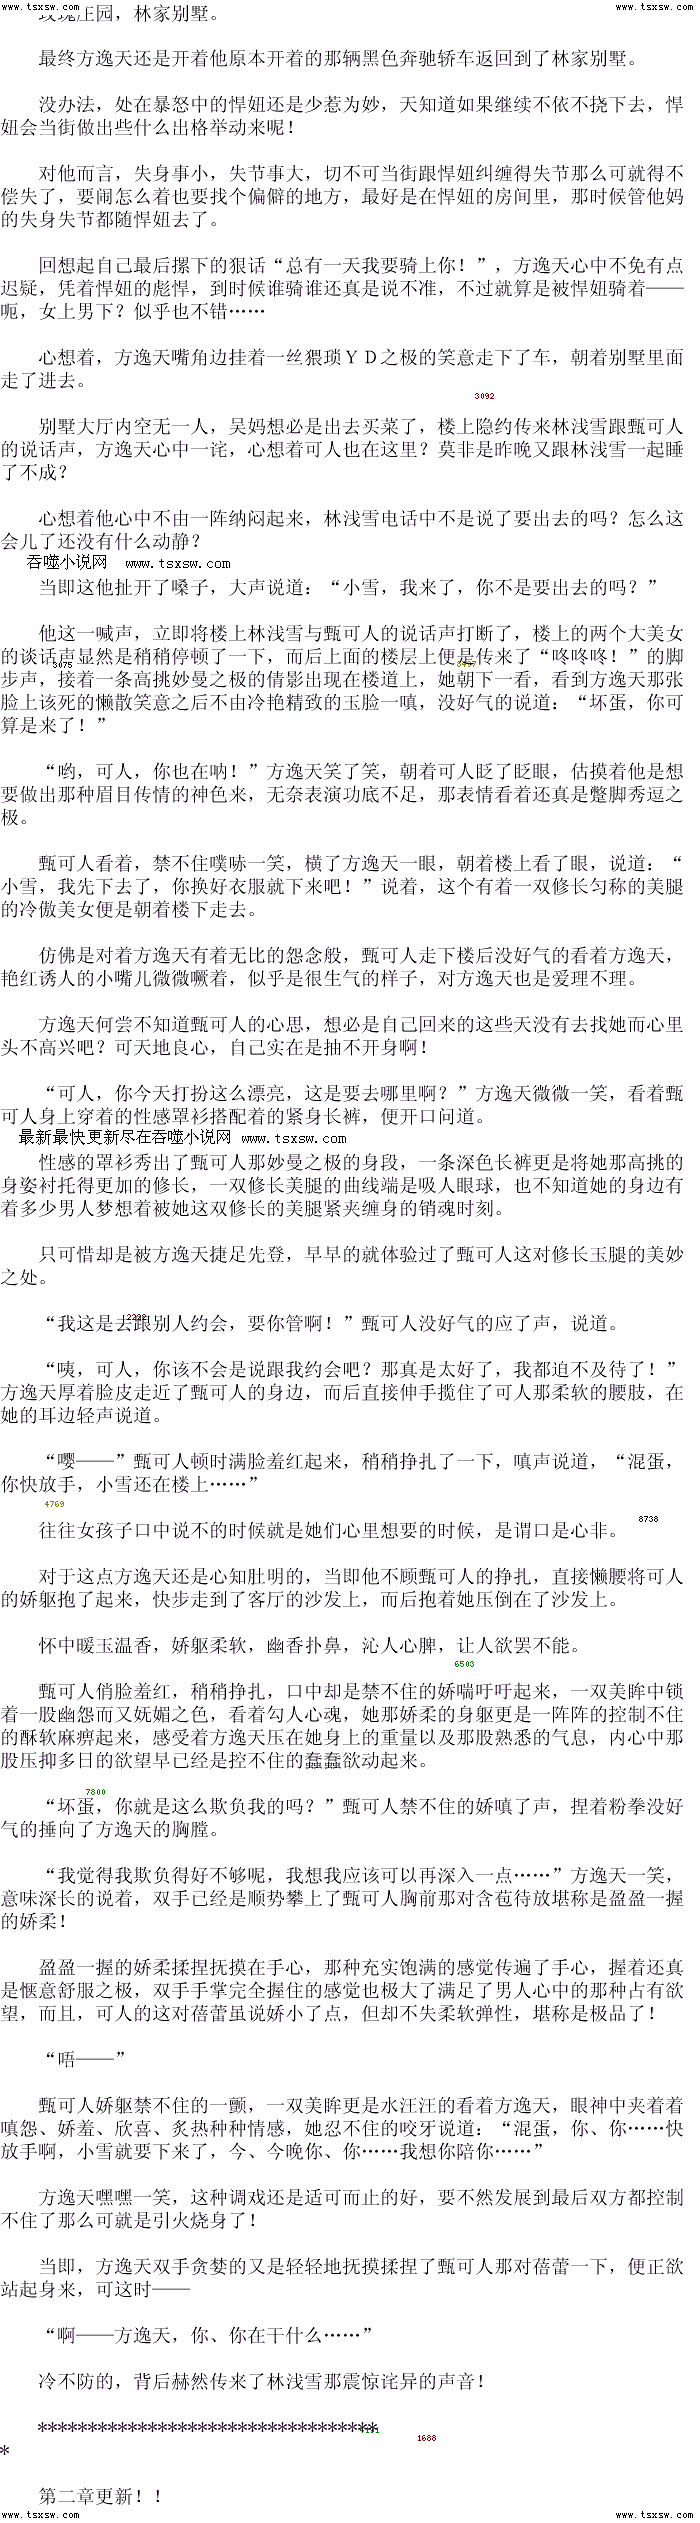 www.tsxsw.com www.tsxsw.com
玫瑰庄园，林家别墅。
最终方逸天还是开着他原本开着的那辆黑色奔驰轿车返回到了林家别墅。
没办法，处在暴怒中的悍妞还是少惹为妙，天知道如果继续不依不挠下去，悍
妞会当街做出些什么出格举动来呢！
对他而言，失身事小，失节事大，切不可当街跟悍妞纠缠得失节那么可就得不
偿失了，要闹怎么着也要找个偏僻的地方，最好是在悍妞的房间里，那时候管他妈
的失身失节都随悍妞去了。
回想起自己最后摞下的狠话“总有一天我要骑上你！”，方逸天心中不免有点
迟疑，凭着悍妞的彪悍，到时候谁骑谁还真是说不准，不过就算是被悍妞骑着——
呃，女上男下？似乎也不错……
心想着，方逸天嘴角边挂着一丝猥琐ＹＤ之极的笑意走下了车，朝着别墅里面
走了进去。
3092
别墅大厅内空无一人，吴妈想必是出去买菜了，楼上隐约传来林浅雪跟甄可人
的说话声，方逸天心中一诧，心想着可人也在这里？莫非是昨晚又跟林浅雪一起睡
了不成？
心想着他心中不由一阵纳闷起来，林浅雪电话中不是说了要出去的吗？怎么这
会儿了还没有什么动静？
吞噬小说网 www.tsxsw.com
当即这他扯开了嗓子，大声说道：“小雪，我来了，你不是要出去的吗？”
他这一喊声，立即将楼上林浅雪与甄可人的说话声打断了，楼上的两个大美女
的谈话声显然是稍稍停顿了一下，而后上面的楼层上便是传来了“咚咚咚！”的脚
3075
步声，接着一条高挑妙曼之极的倩影出现在楼道上，她朝下一看，看到方逸天那张
脸上该死的懒散笑意之后不由冷艳精致的玉脸一嗔，没好气的说道：“坏蛋，你可
算是来了！”
“哟，可人，你也在呐！”方逸天笑了笑，朝着可人眨了眨眼，估摸着他是想
要做出那种眉目传情的神色来，无奈表演功底不足，那表情看着还真是蹩脚秀逗之
极。
甄可人看着，禁不住噗哧一笑，横了方逸天一眼，朝着楼上看了眼，说道：“
小雪，我先下去了，你换好衣服就下来吧！”说着，这个有着一双修长匀称的美腿
的冷傲美女便是朝着楼下走去。
仿佛是对着方逸天有着无比的怨念般，甄可人走下楼后没好气的看着方逸天，
艳红诱人的小嘴儿微微噘着，似乎是很生气的样子，对方逸天也是爱理不理。
方逸天何尝不知道甄可人的心思，想必是自己回来的这些天没有去找她而心里
头不高兴吧？可天地良心，自己实在是抽不开身啊！
“可人，你今天打扮这么漂亮，这是要去哪里啊？”方逸天微微一笑，看着甄
可人身上穿着的性感罩衫搭配着的紧身长裤，便开口问道。
最新最快更新尽在吞噬小说网 www.tsxsw.com
性感的罩衫秀出了甄可人那妙曼之极的身段，一条深色长裤更是将她那高挑的
身姿衬托得更加的修长，一双修长美腿的曲线端是吸人眼球，也不知道她的身边有
着多少男人梦想着被她这双修长的美腿紧夹缠身的销魂时刻。
只可惜却是被方逸天捷足先登，早早的就体验过了甄可人这对修长玉腿的美妙
之处。
“我这是去跟别人约会，要你管啊！”甄可人没好气的应了声，说道。
“咦，可人，你该不会是说跟我约会吧？那真是太好了，我都迫不及待了！”
方逸天厚着脸皮走近了甄可人的身边，而后直接伸手揽住了可人那柔软的腰肢，在
她的耳边轻声说道。
“嘤——”甄可人顿时满脸羞红起来，稍稍挣扎了一下，嗔声说道，“混蛋，
你快放手，小雪还在楼上……”
4769
8738
往往女孩子口中说不的时候就是她们心里想要的时候，是谓口是心非。
对于这点方逸天还是心知肚明的，当即他不顾甄可人的挣扎，直接懒腰将可人
的娇躯抱了起来，快步走到了客厅的沙发上，而后抱着她压倒在了沙发上。
怀中暖玉温香，娇躯柔软，幽香扑鼻，沁人心脾，让人欲罢不能。
6503
甄可人俏脸羞红，稍稍挣扎，口中却是禁不住的娇喘吁吁起来，一双美眸中锁
着一股幽怨而又妩媚之色，看着勾人心魂，她那娇柔的身躯更是一阵阵的控制不住
的酥软麻痹起来，感受着方逸天压在她身上的重量以及那股熟悉的气息，内心中那
股压抑多日的欲望早已经是控不住的蠢蠢欲动起来。
7800
“坏蛋，你就是这么欺负我的吗？”甄可人禁不住的娇嗔了声，捏着粉拳没好
气的捶向了方逸天的胸膛。
“我觉得我欺负得好不够呢，我想我应该可以再深入一点……”方逸天一笑，
意味深长的说着，双手已经是顺势攀上了甄可人胸前那对含苞待放堪称是盈盈一握
的娇柔！
盈盈一握的娇柔揉捏抚摸在手心，那种充实饱满的感觉传遍了手心，握着还真
是惬意舒服之极，双手手掌完全握住的感觉也极大了满足了男人心中的那种占有欲
望，而且，可人的这对蓓蕾虽说娇小了点，但却不失柔软弹性，堪称是极品了！
“唔——”
甄可人娇躯禁不住的一颤，一双美眸更是水汪汪的看着方逸天，眼神中夹着着
嗔怨、娇羞、欣喜、炙热种种情感，她忍不住的咬牙说道：“混蛋，你、你……快
放手啊，小雪就要下来了，今、今晚你、你……我想你陪你……”
方逸天嘿嘿一笑，这种调戏还是适可而止的好，要不然发展到最后双方都控制
不住了那么可就是引火烧身了！
当即，方逸天双手贪婪的又是轻轻地抚摸揉捏了甄可人那对蓓蕾一下，便正欲
站起身来，可这时——
“啊——方逸天，你、你在干什么……”
冷不防的，背后赫然传来了林浅雪那震惊诧异的声音！
**********************************
1688
*
第二章更新！！
www.tsxsw.com www.tsxsw.com